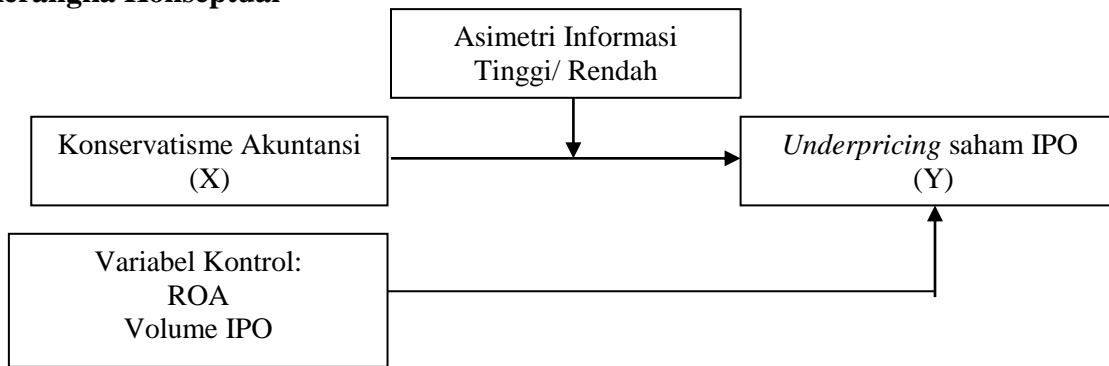 Kerangka Konseptual
Asimetri Informasi
Tinggi/ Rendah
Konservatisme Akuntansi
(X)
Underpricing saham IPO
(Y)
Variabel Kontrol:
ROA
Volume IPO